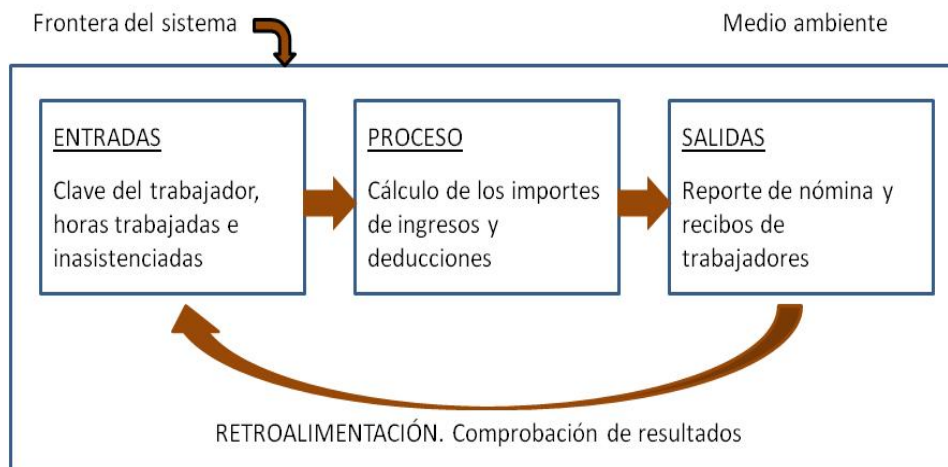 Frontera del sistema
Medio ambiente
ENTRADAS
Clave del trabajador,
horas trabajadas e
inasistenciadas
PROCESO
Cálculo de los importes
de ingresos y
deducciones
SALIDAS
Reporte de nómina y
recibos de
trabajadores
RETROALIMENTACIÓN. Comprobación de resultados